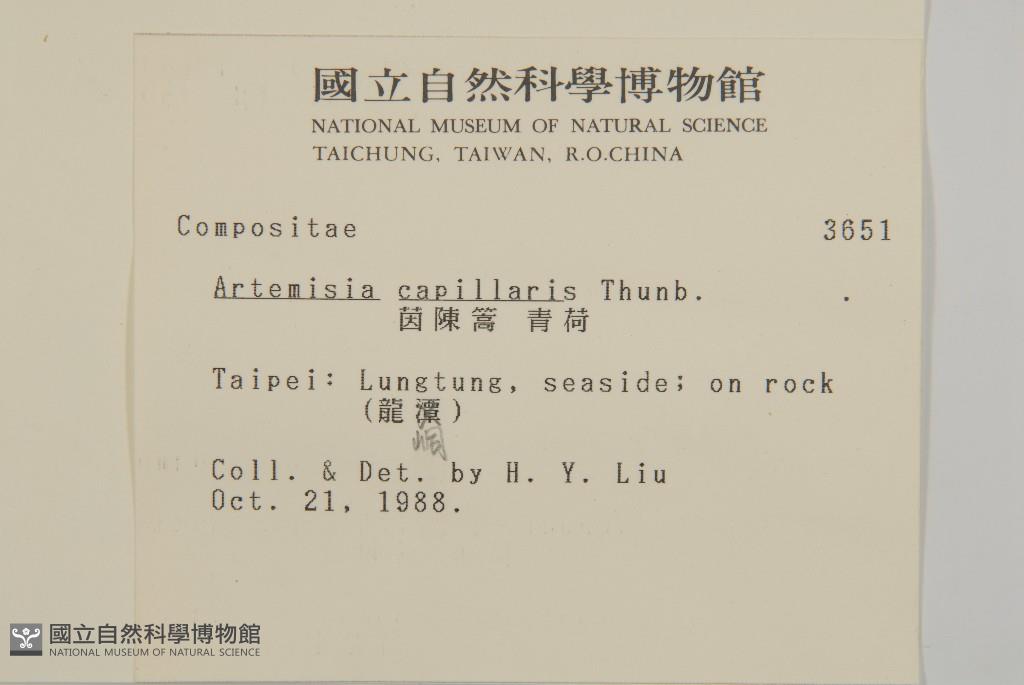 國立自然科學博物館
NATIONAL MUSEUM OF NATURAL SCIENCE
TAICHUNG, TAIWAN, R.O.CHINA
Compositae 3651
Artemisia capillaris Thunb. .
茵陳篙 青荷
Taipei: Lungtung, seaside; on rock
(龍潭)
峒
Coll. & Det. by H. Y. Liu
Oct. 21, 1988.
國立自然科學博物館
NATIONAL MUSEUM OF NATURAL SCIENCE